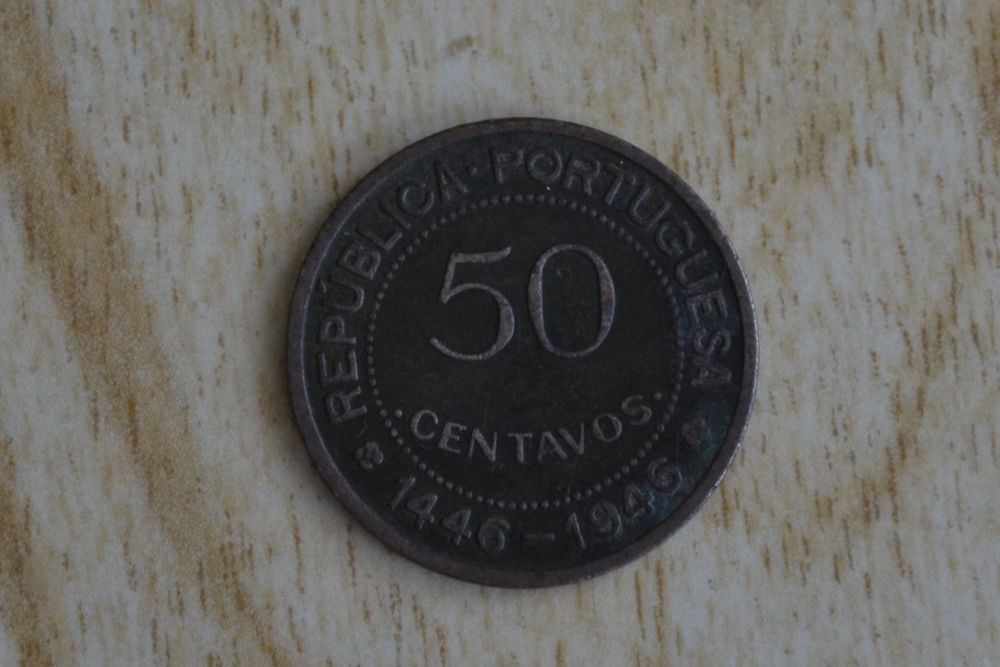 REPÚBLICA · PORTUGUESA
50
· CENTAVOS ·
1446 - 1946